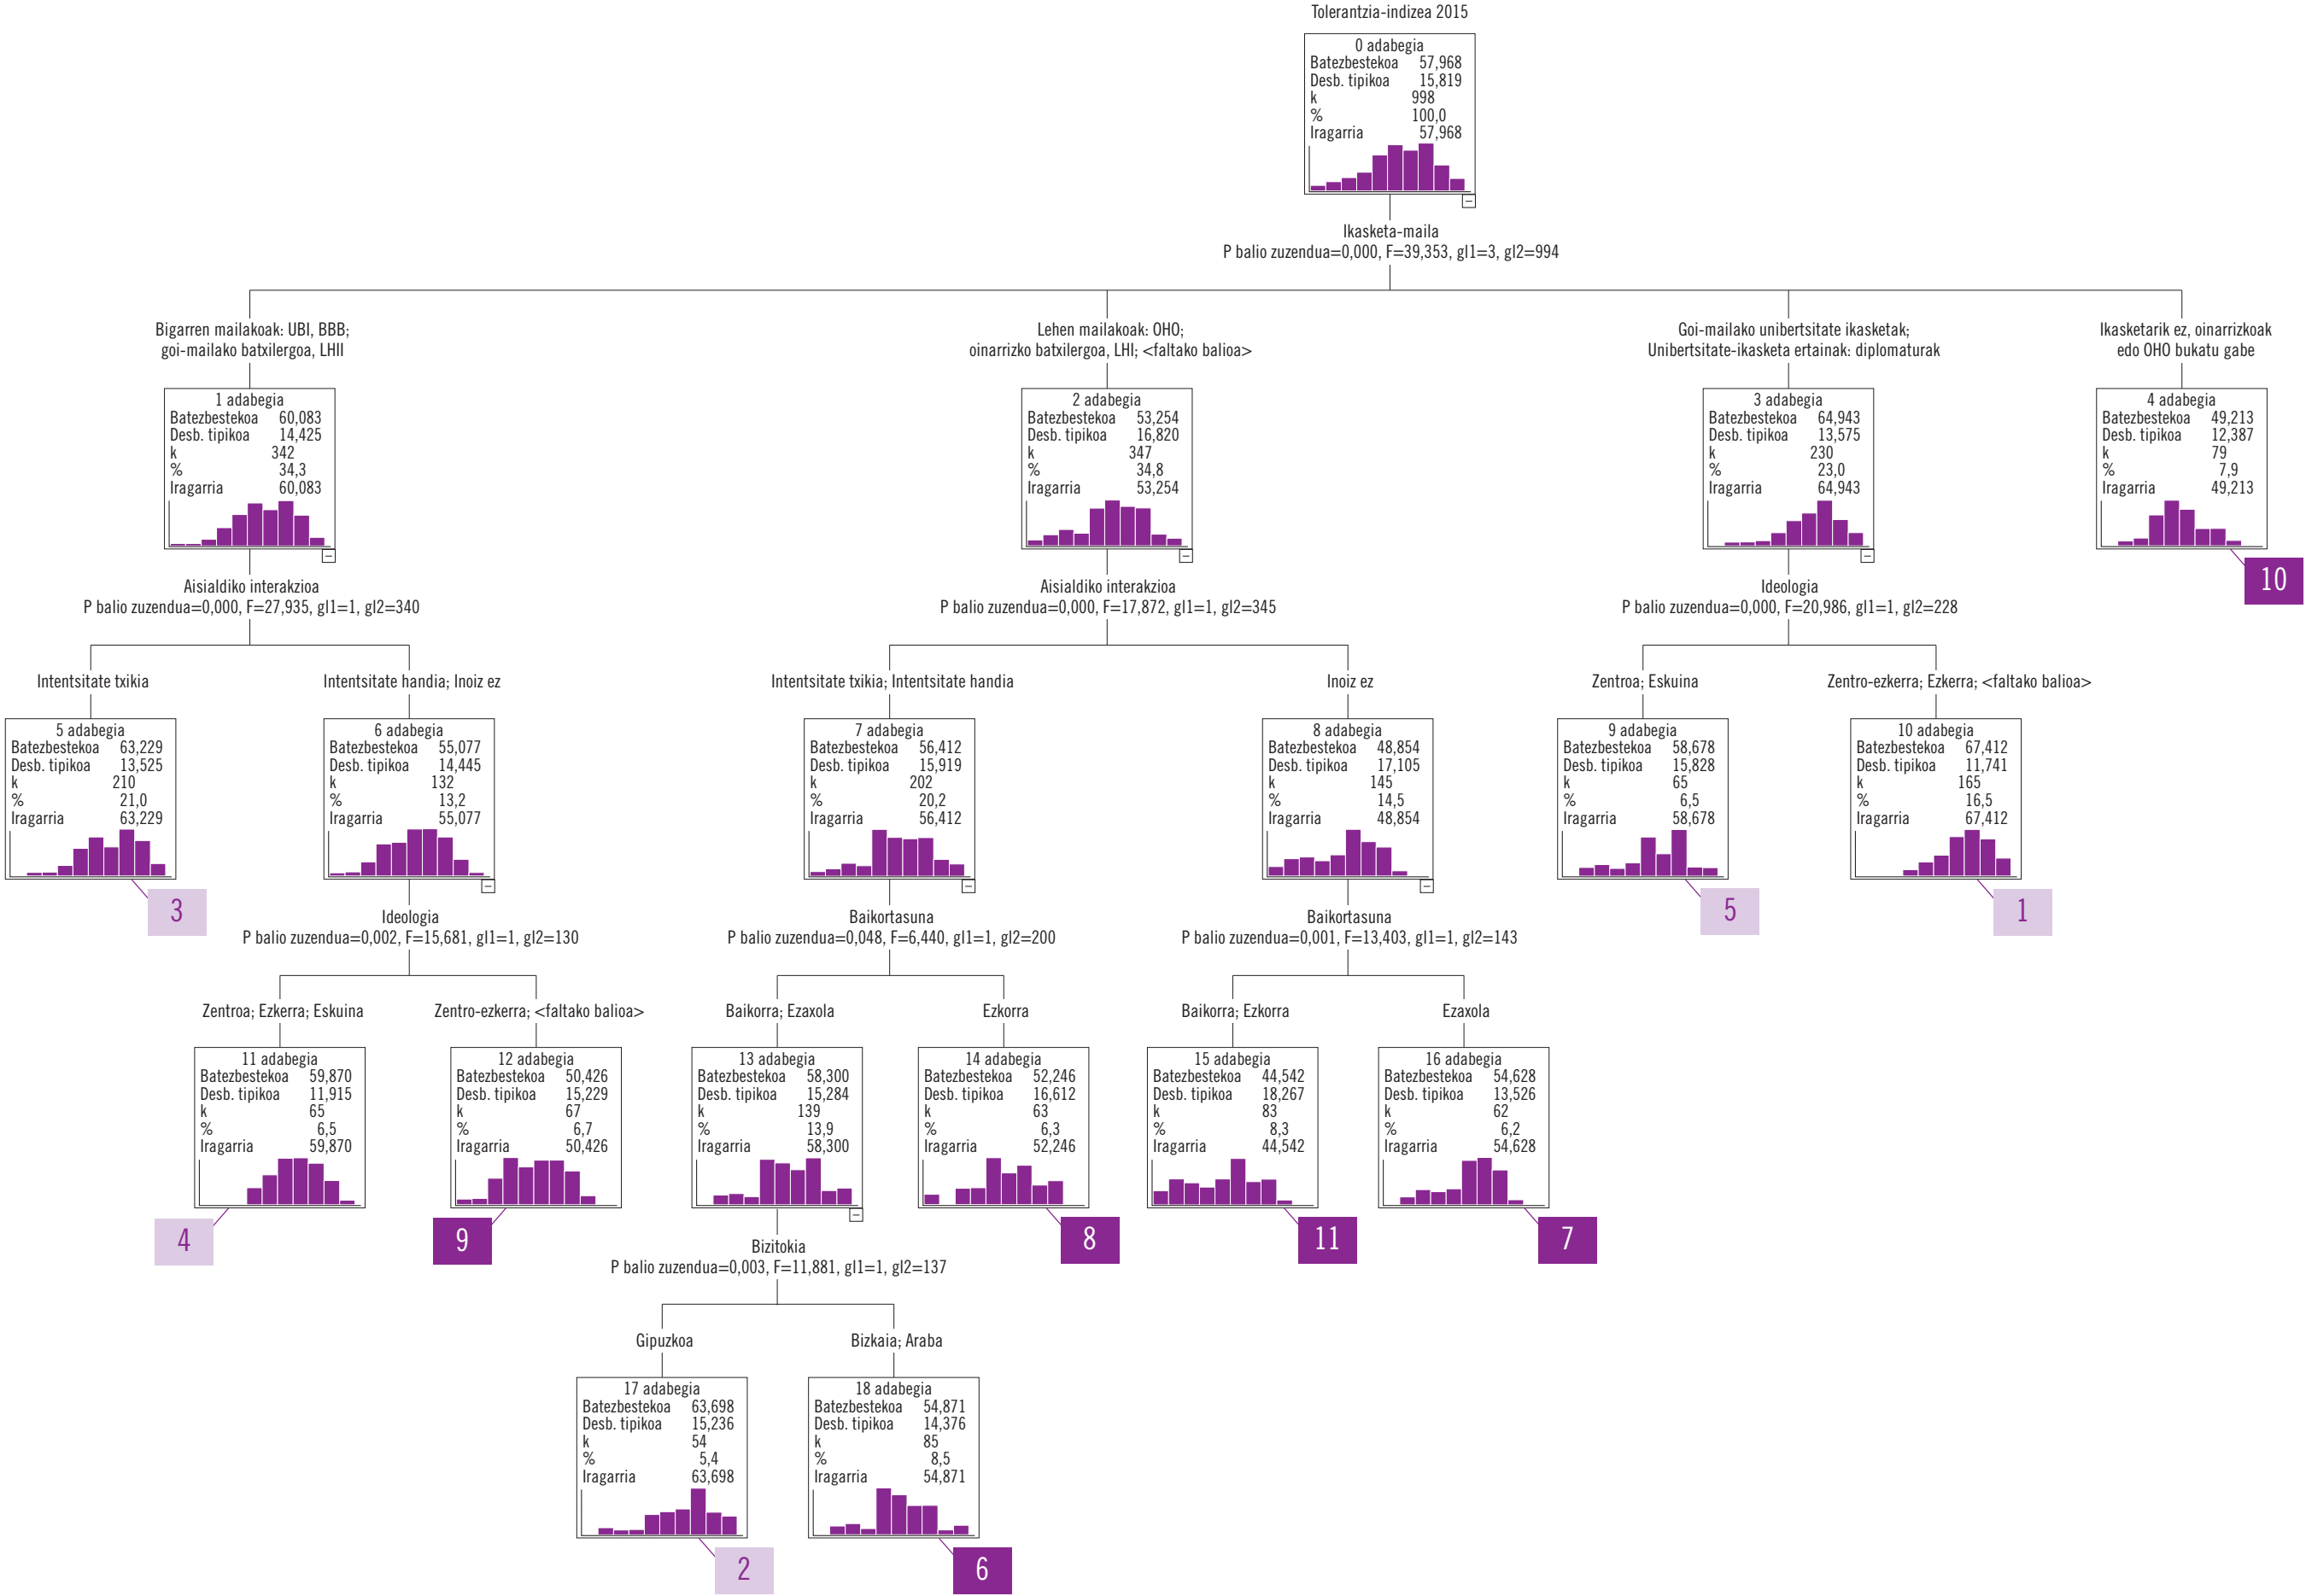 Tolerantzia-indizea 2015
0 adabegia
Batezbestekoa 57,968
Desb. tipikoa 15,819
k 998
% 100,0
Iragarria 57,968
Ikasketa-maila
P balio zuzendua=0,000, F=39,353, gl1=3, gl2=994
Bigarren mailakoak: UBI, BBB;
goi-mailako batxilergoa, LHII
Lehen mailakoak: OHO;
oinarrizko batxilergoa, LHI; <faltako balioa>
Goi-mailako unibertsitate ikasketak;
Unibertsitate-ikasketa ertainak: diplomaturak
Ikasketarik ez, oinarrizkoak
edo OHO bukatu gabe
1 adabegia
Batezbestekoa 60,083
Desb. tipikoa 14,425
k 342
% 34,3
Iragarria 60,083
2 adabegia
Batezbestekoa 53,254
Desb. tipikoa 16,820
k 347
% 34,8
Iragarria 53,254
3 adabegia
Batezbestekoa 64,943
Desb. tipikoa 13,575
k 230
% 23,0
Iragarria 64,943
4 adabegia
Batezbestekoa 49,213
Desb. tipikoa 12,387
k 79
% 7,9
Iragarria 49,213
10
Aisialdiko interakzioa
P balio zuzendua=0,000, F=27,935, gl1=1, gl2=340
Aisialdiko interakzioa
P balio zuzendua=0,000, F=17,872, gl1=1, gl2=345
Ideologia
P balio zuzendua=0,000, F=20,986, gl1=1, gl2=228
Intentsitate txikia
Intentsitate handia; Inoiz ez
Intentsitate txikia; Intentsitate handia
Inoiz ez
Zentroa; Eskuina
Zentro-ezkerra; Ezkerra; <faltako balioa>
5 adabegia
Batezbestekoa 63,229
Desb. tipikoa 13,525
k 210
% 21,0
Iragarria 63,229
3
6 adabegia
Batezbestekoa 55,077
Desb. tipikoa 14,445
k 132
% 13,2
Iragarria 55,077
7 adabegia
Batezbestekoa 56,412
Desb. tipikoa 15,919
k 202
% 20,2
Iragarria 56,412
8 adabegia
Batezbestekoa 48,854
Desb. tipikoa 17,105
k 145
% 14,5
Iragarria 48,854
9 adabegia
Batezbestekoa 58,678
Desb. tipikoa 15,828
k 65
% 6,5
Iragarria 58,678
5
10 adabegia
Batezbestekoa 67,412
Desb. tipikoa 11,741
k 165
% 16,5
Iragarria 67,412
1
Ideologia
P balio zuzendua=0,002, F=15,681, gl1=1, gl2=130
Baikortasuna
P balio zuzendua=0,048, F=6,440, gl1=1, gl2=200
Baikortasuna
P balio zuzendua=0,001, F=13,403, gl1=1, gl2=143
Zentroa; Ezkerra; Eskuina
Zentro-ezkerra; <faltako balioa>
Baikorra; Ezaxola
Ezkorra
Baikorra; Ezkorra
Ezaxola
11 adabegia
Batezbestekoa 59,870
Desb. tipikoa 11,915
k 65
% 6,5
Iragarria 59,870
4
12 adabegia
Batezbestekoa 50,426
Desb. tipikoa 15,229
k 67
% 6,7
Iragarria 50,426
9
13 adabegia
Batezbestekoa 58,300
Desb. tipikoa 15,284
k 139
% 13,9
Iragarria 58,300
14 adabegia
Batezbestekoa 52,246
Desb. tipikoa 16,612
k 63
% 6,3
Iragarria 52,246
8
15 adabegia
Batezbestekoa 44,542
Desb. tipikoa 18,267
k 83
% 8,3
Iragarria 44,542
11
16 adabegia
Batezbestekoa 54,628
Desb. tipikoa 13,526
k 62
% 6,2
Iragarria 54,628
7
Bizitokia
P balio zuzendua=0,003, F=11,881, gl1=1, gl2=137
Gipuzkoa
Bizkaia; Araba
17 adabegia
Batezbestekoa 63,698
Desb. tipikoa 15,236
k 54
% 5,4
Iragarria 63,698
2
18 adabegia
Batezbestekoa 54,871
Desb. tipikoa 14,376
k 85
% 8,5
Iragarria 54,871
6